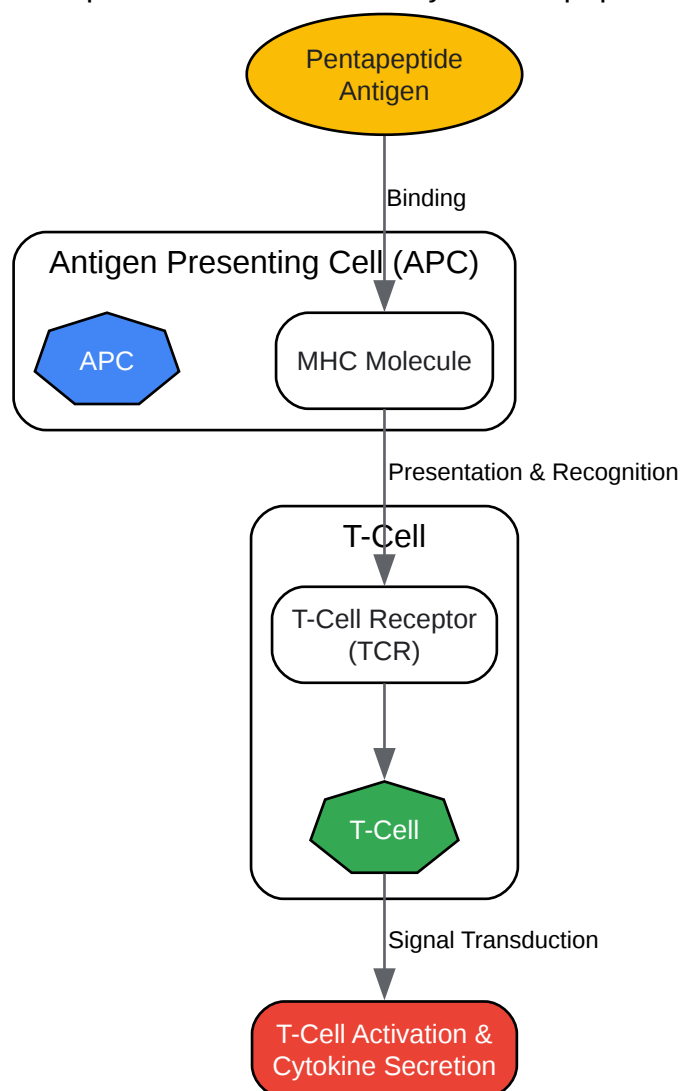 Pentapeptide
Antigen
Binding
Antigen Presenting Cell (APC)
APC
MHC Molecule
Presentation & Recognition
T-Cell
T-Cell Receptor
(TCR)
T-Cell
Signal Transduction
T-Cell Activation &
Cytokine Secretion